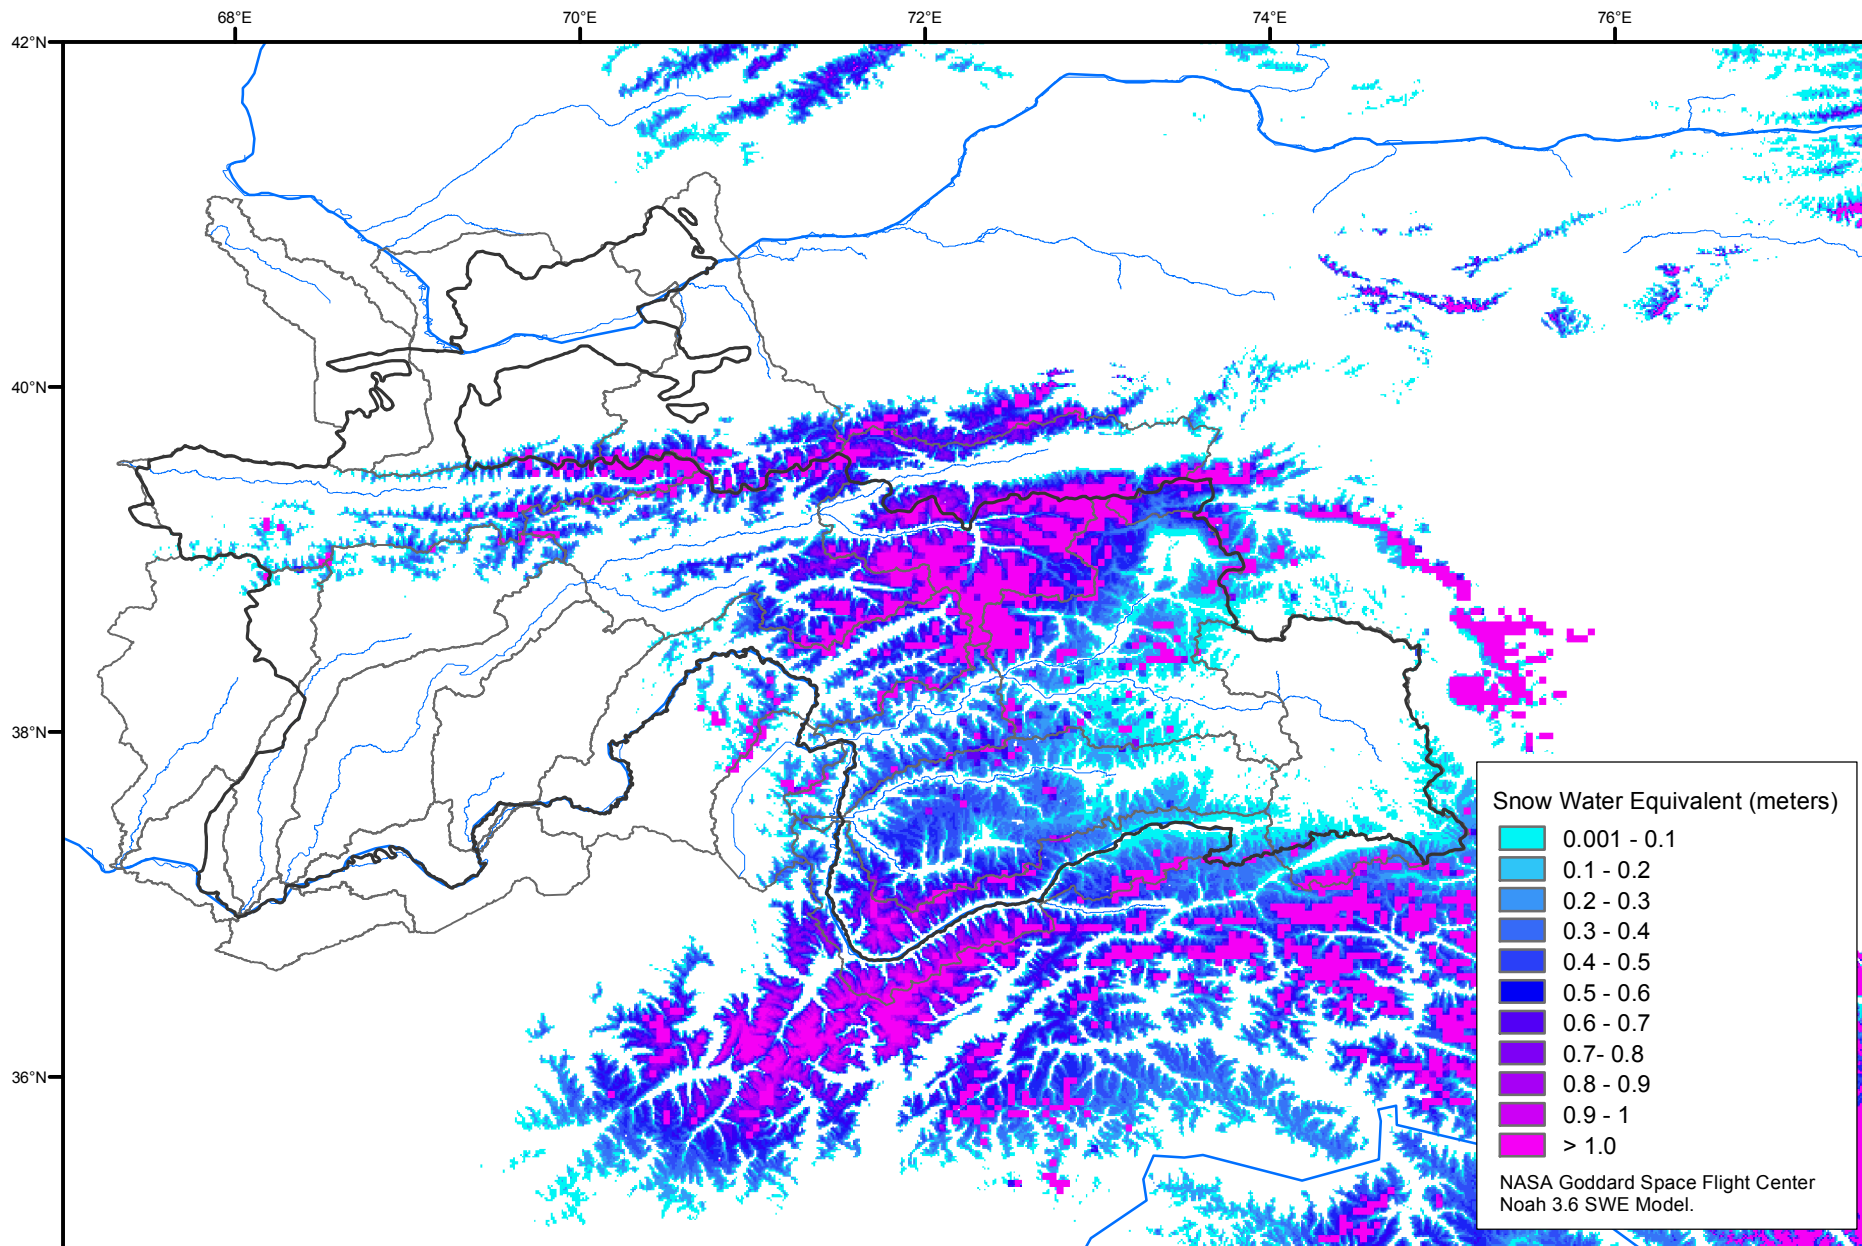 68°E 70°E 72°E 74°E 76°E
42°N
40°N
38°N
36°N
Snow Water Equivalent (meters)
0.001 - 0.1
0.1 - 0.2
0.2 - 0.3
0.3 - 0.4
0.4 - 0.5
0.5 - 0.6
0.6 - 0.7
0.7- 0.8
0.8 - 0.9
0.9 - 1
> 1.0
NASA Goddard Space Flight Center
Noah 3.6 SWE Model.